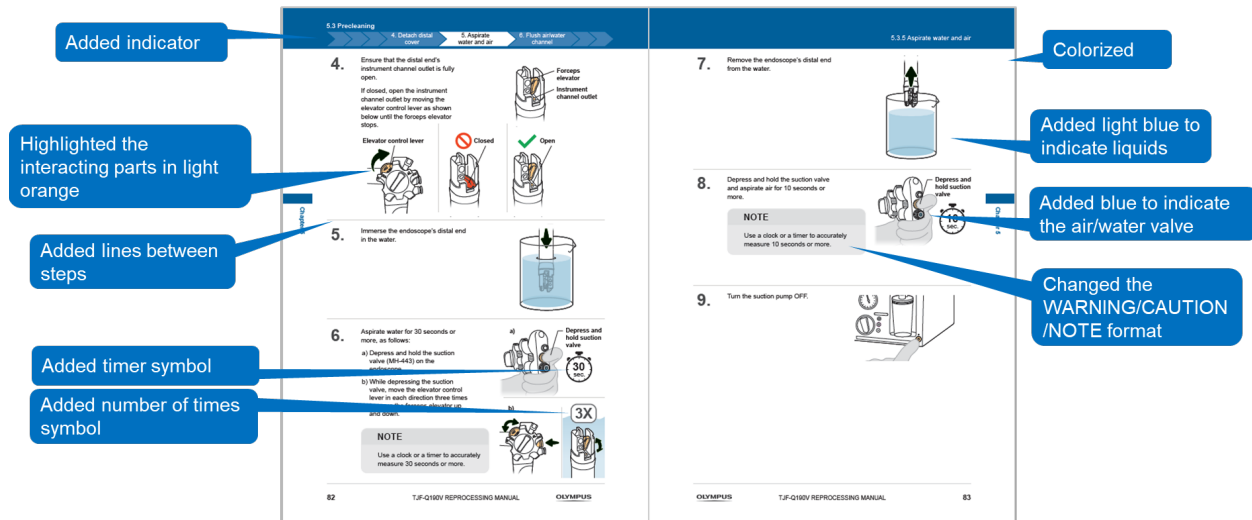 Added indicator
Highlighted the
interacting parts in light
orange
Added lines between
steps
Added timer symbol
Added number of times
symbol
5.3 Precleaning
4. Detach distal
cover
5. Aspirate
water and air
6. Flush air/water
channel
4.
Ensure that the distal end's
instrument channel outlet is fully
open.
If closed, open the instrument
channel outlet by moving the
elevator control lever as shown
below until the forceps elevator
stops.
Forceps
elevator
Instrument
channel outlet
Elevator control lever
Closed
Open
5.
Immerse the endoscope's distal end
in the water.
6.
Aspirate water for 30 seconds or
more, as follows:
a) Depress and hold the suction
valve (MH-443) on the
endoscope.
b) While depressing the suction
valve, move the elevator control
lever in each direction three times
the forceps elevator up
and down.
a)
Depress and
hold suction
valve
30
sec.
b)
3X
NOTE
Use a clock or a timer to accurately
measure 30 seconds or more.
82
TJF-Q190V REPROCESSING MANUAL
OLYMPUS
5.3.5 Aspirate water and air
7.
Remove the endoscope's distal end
from the water.
8.
Depress and hold the suction valve
and aspirate air for 10 seconds or
more.
Depress and
hold suction
valve
10
sec.
NOTE
Use a clock or a timer to accurately
measure 10 seconds or more.
9.
Turn the suction pump OFF.
OLYMPUS
TJF-Q190V REPROCESSING MANUAL
83
Colorized
Added light blue to
indicate liquids
Added blue to indicate
the air/water valve
Changed the
WARNING/CAUTION
/NOTE format